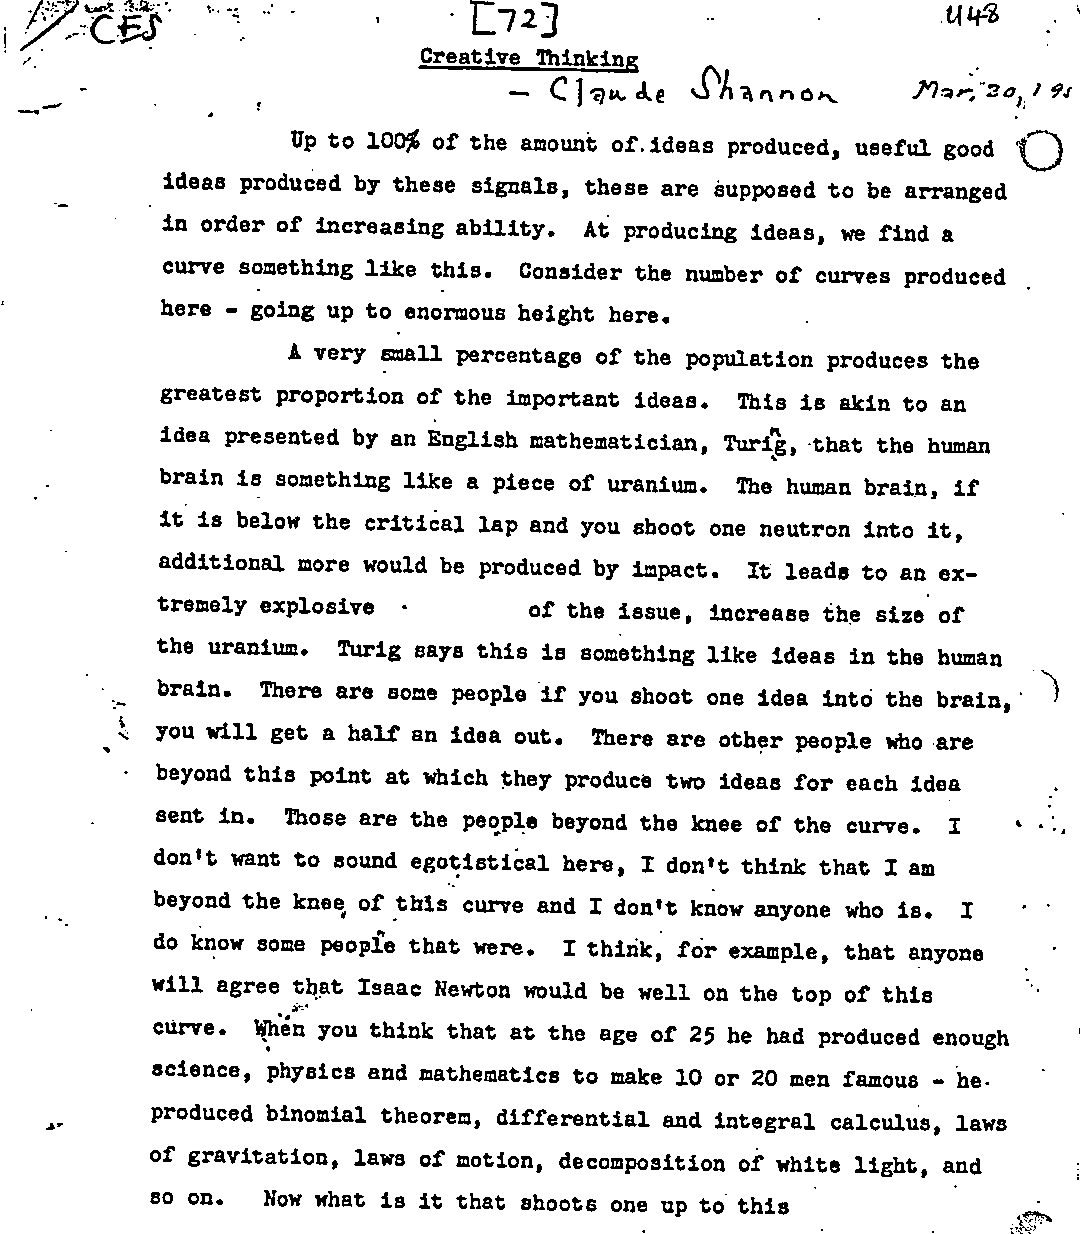 CES
[72]
U48
Creative Thinking
- Claude Shannon Mar. 20, 195
Up to 100% of the amount of ideas produced, useful good
ideas produced by these signals, these are supposed to be arranged
in order of increasing ability. At producing ideas, we find a
curve something like this. Consider the number of curves produced
here - going up to enormous height here.
A very small percentage of the population produces the
greatest proportion of the important ideas. This is akin to an
idea presented by an English mathematician, Turing, that the human
brain is something like a piece of uranium. The human brain, if
it is below the critical lap and you shoot one neutron into it,
additional more would be produced by impact. It leads to an ex-
tremely explosive of the issue, increase the size of
the uranium. Turig says this is something like ideas in the human
brain. There are some people if you shoot one idea into the brain,
you will get a half an idea out. There are other people who are
beyond this point at which they produce two ideas for each idea
sent in. Those are the people beyond the knee of the curve. I
don't want to sound egotistical here, I don't think that I am
beyond the knee of this curve and I don't know anyone who is. I
do know some people that were. I think, for example, that anyone
will agree that Isaac Newton would be well on the top of this
curve. When you think that at the age of 25 he had produced enough
science, physics and mathematics to make 10 or 20 men famous - he
produced binomial theorem, differential and integral calculus, laws
of gravitation, laws of motion, decomposition of white light, and
so on. Now what is it that shoots one up to this